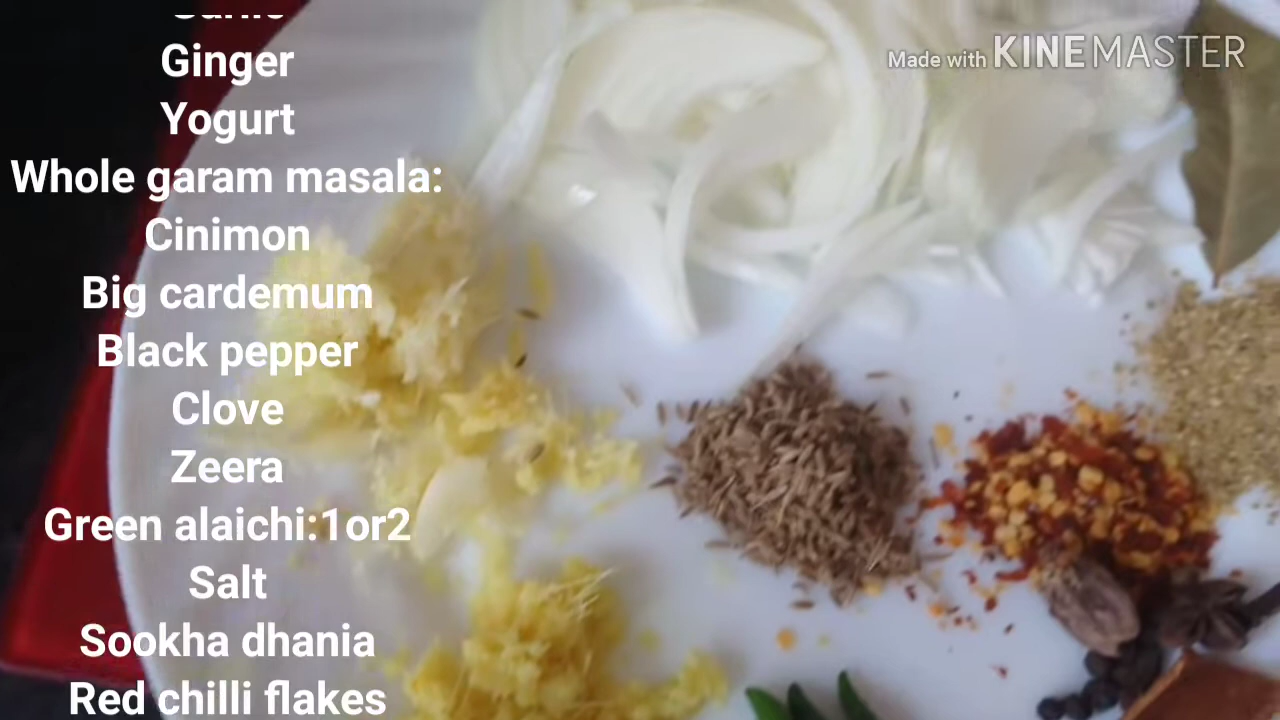 Ginger
Yogurt
Whole garam masala:
Cinimon
Big cardemum
Black pepper
Clove
Zeera
Green alaichi:1or2
Salt
Sookha dhania
Red chilli flakes
Made with KINEMASTER